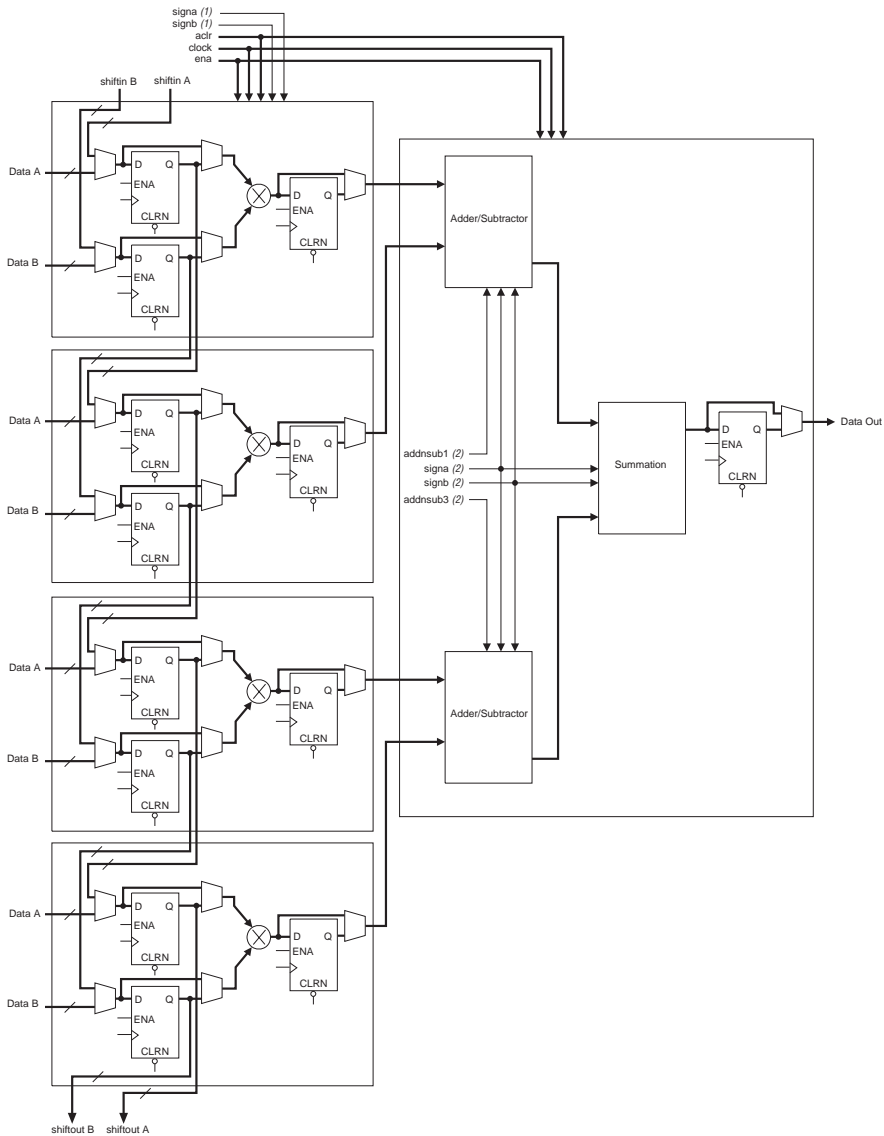 signa (1)
signb (1)
aclr
clock
ena
shiftin B
shiftin A
Data A
D Q
ENA
CLRN
Data B
D Q
ENA
CLRN
D Q
ENA
CLRN
Adder/Subtractor
Data A
D Q
ENA
CLRN
Data B
D Q
ENA
CLRN
D Q
ENA
CLRN
addnsub1 (2)
signa (2)
signb (2)
addnsub3 (2)
Summation
D Q
ENA
CLRN
Data Out
Data A
D Q
ENA
CLRN
Data B
D Q
ENA
CLRN
D Q
ENA
CLRN
Adder/Subtractor
Data A
D Q
ENA
CLRN
Data B
D Q
ENA
CLRN
D Q
ENA
CLRN
shiftout B
shiftout A